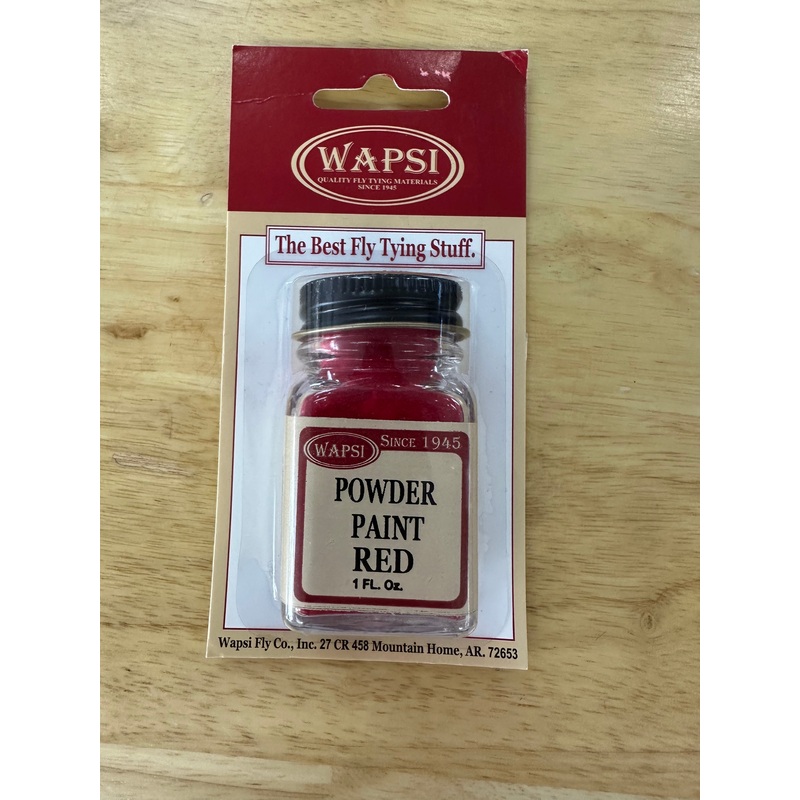 WAPSI
QUALITY FLY TYING MATERIALS
SINCE 1945
The Best Fly Tying Stuff.
WAPSI SINCE 1945
POWDER
PAINT
RED
1 FL. Oz.
Wapsi Fly Co., Inc. 27 CR 458 Mountain Home, AR. 72653